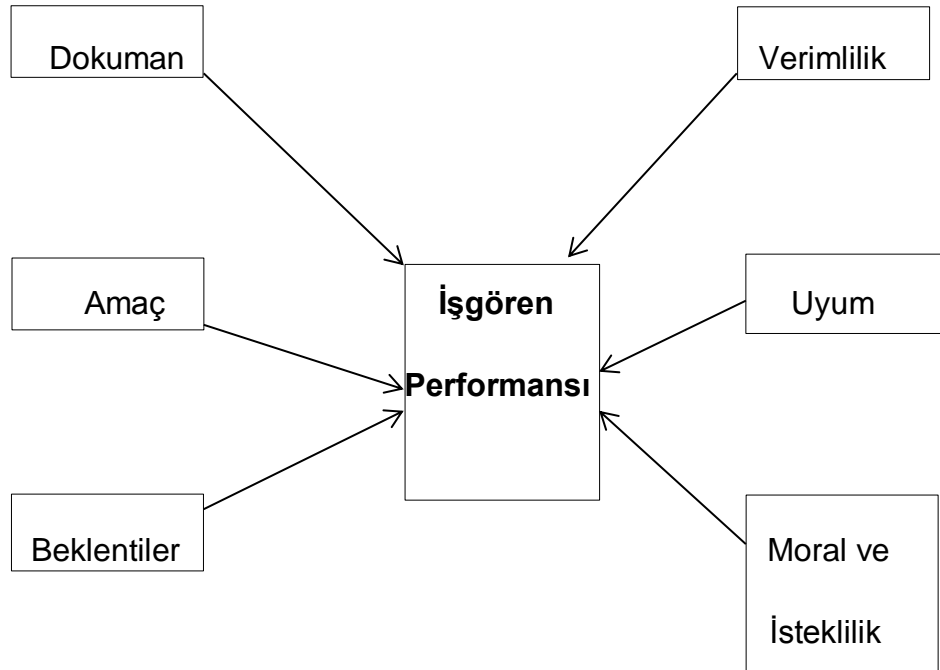 Dokuman
Verimlilik
Amaç
İşgören
Performansı
Uyum
Beklentiler
Moral ve
İsteklilik